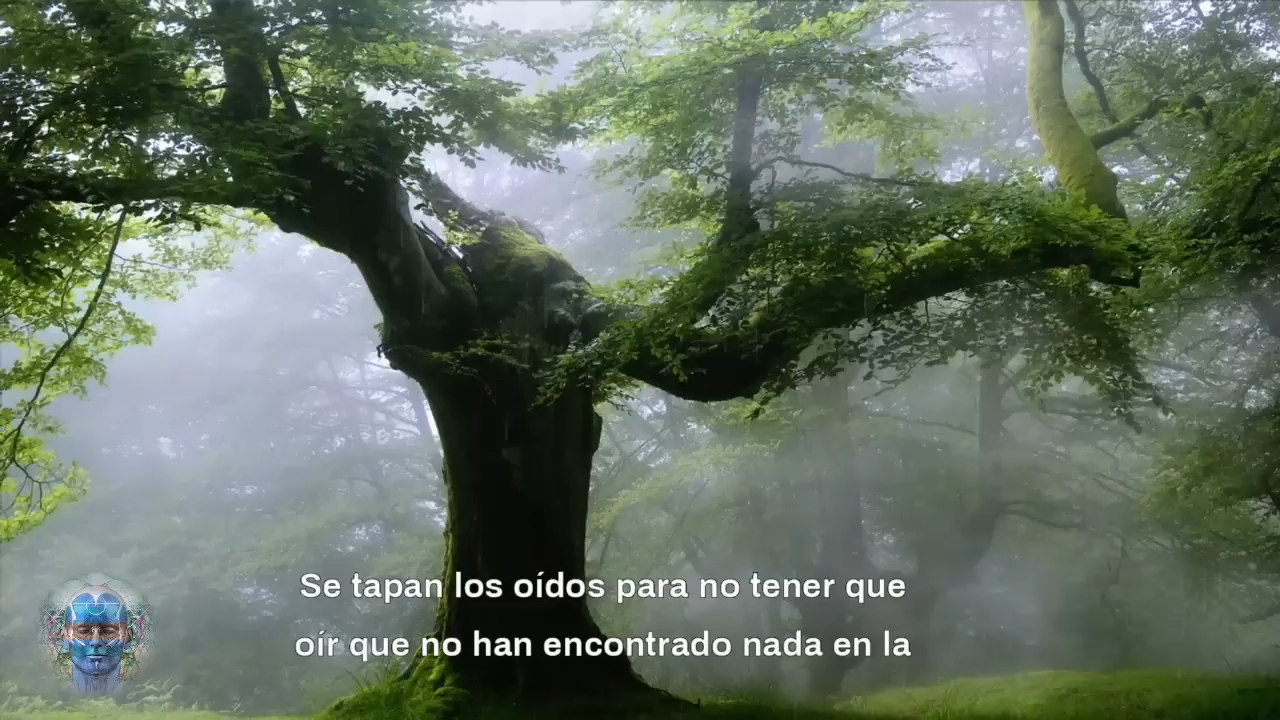 Se tapan los oídos para no tener que
oír que no han encontrado nada en la